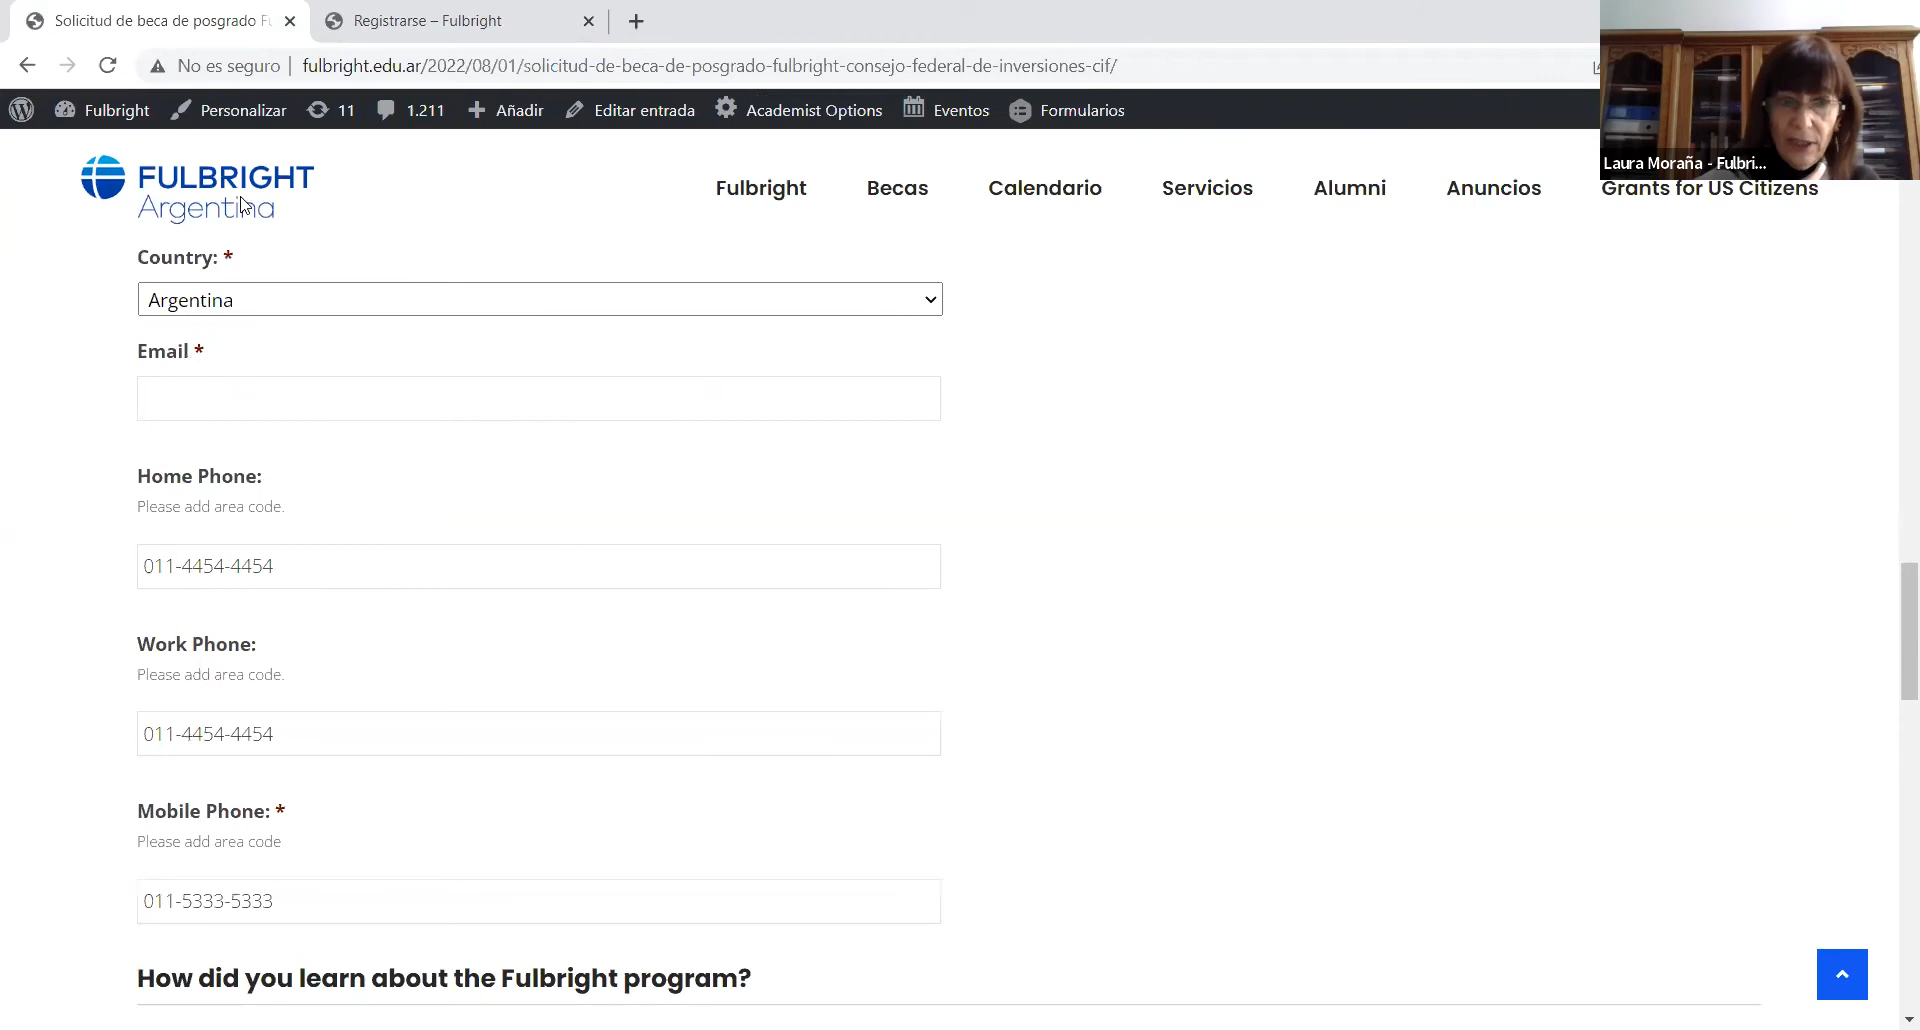 Solicitud de beca de posgrado Fu
Registrarse – Fulbright
No es seguro | fulbright.edu.ar/2022/08/01/solicitud-de-beca-de-posgrado-fulbright-consejo-federal-de-inversiones-cif/
Fulbright Personalizar 11 1.211 Añadir Editar entrada Academist Options Eventos Formularios
Laura Moraña - Fulbri...
FULBRIGHT
Argentina
Fulbright Becas Calendario Servicios Alumni Anuncios Grants for US Citizens
Country: *
Argentina
Email *
Home Phone:
Please add area code.
011-4454-4454
Work Phone:
Please add area code.
011-4454-4454
Mobile Phone: *
Please add area code
011-5333-5333
How did you learn about the Fulbright program?